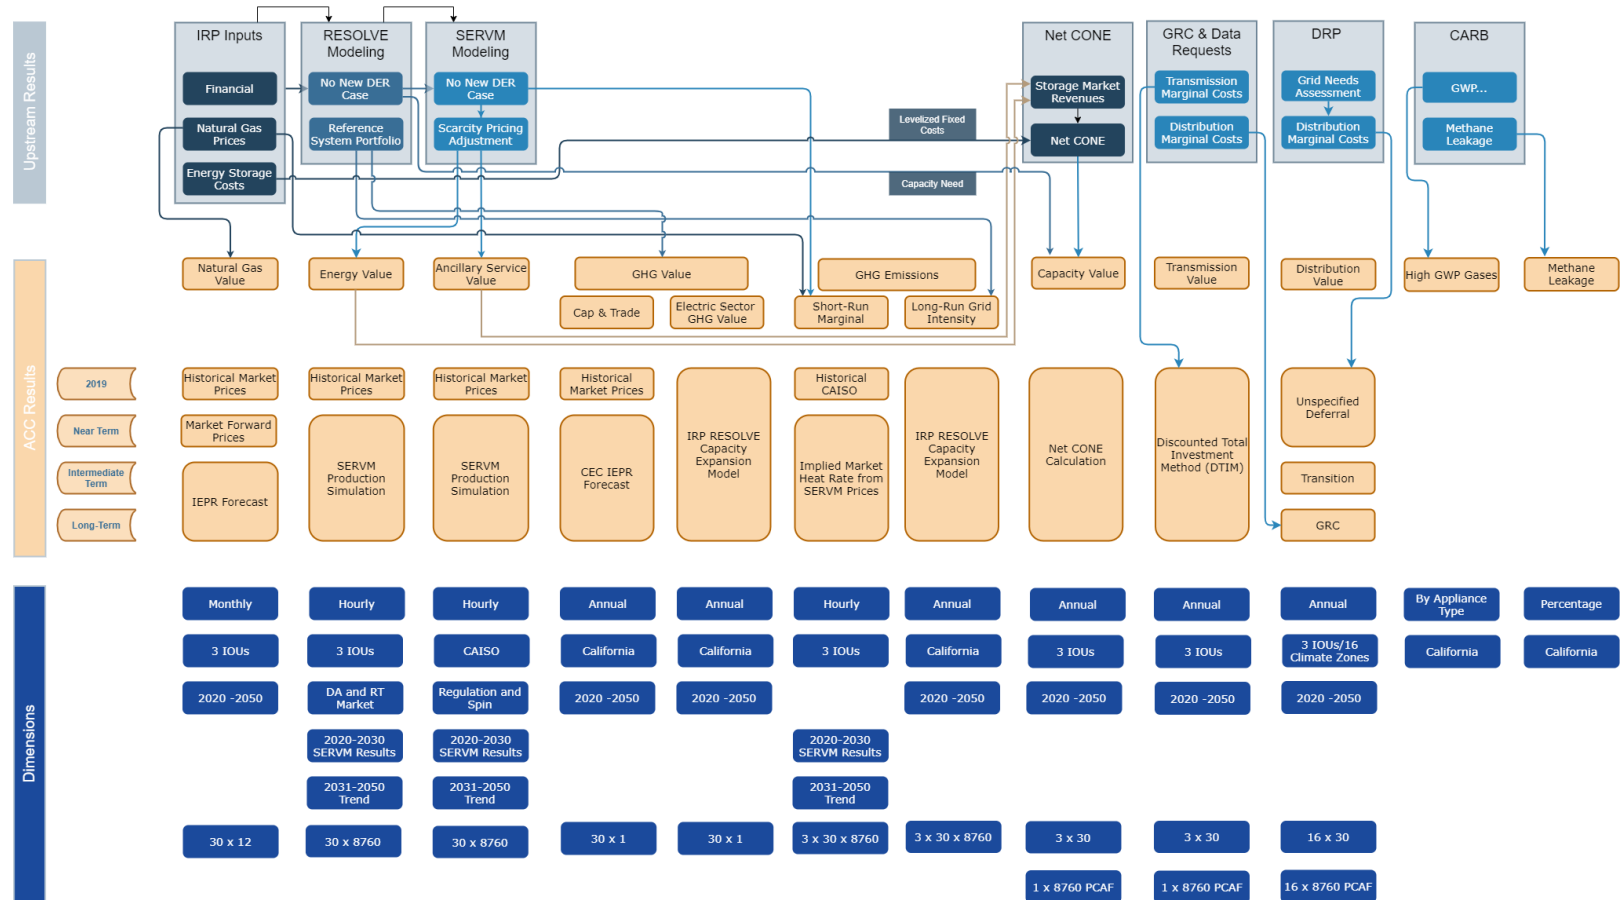 Upstream Results
IRP Inputs
Financial
Natural Gas
Prices
Energy Storage
Costs
RESOLVE
Modeling
No New DER
Case
Reference
System Portfolio
SERVM
Modeling
No New DER
Case
Scarcity Pricing
Adjustment
Levelized Fixed
Costs
Capacity Need
Net CONE
Storage Market
Revenues
Net CONE
GRC & Data
Requests
Transmission
Marginal Costs
Distribution
Marginal Costs
DRP
Grid Needs
Assessment
Distribution
Marginal Costs
CARB
GWP...
Methane
Leakage
ACC Results
Natural Gas
Value
Energy Value
Ancillary Service
Value
GHG Value
Cap & Trade
Electric Sector
GHG Value
GHG Emissions
Short-Run
Marginal
Long-Run Grid
Intensity
Capacity Value
Transmission
Value
Distribution
Value
High GWP Gases
Methane
Leakage
2019
Near Term
Intermediate
Term
Long-Term
Historical Market
Prices
Market Forward
Prices
IEPR Forecast
Historical Market
Prices
SERVM
Production
Simulation
Historical Market
Prices
SERVM
Production
Simulation
Historical
Market Prices
CEC IEPR
Forecast
IRP RESOLVE
Capacity
Expansion
Model
Historical
CAISO
Implied Market
Heat Rate from
SERVM Prices
IRP RESOLVE
Capacity
Expansion
Model
Net CONE
Calculation
Discounted Total
Investment
Method (DTIM)
Unspecified
Deferral
Transition
GRC
Dimensions
Monthly
Hourly
Hourly
Annual
Annual
Hourly
Annual
Annual
Annual
Annual
By Appliance
Type
Percentage
3 IOUs
3 IOUs
CAISO
California
California
3 IOUs
California
3 IOUs
3 IOUs
3 IOUs/16
Climate Zones
California
California
2020 -2050
DA and RT
Market
Regulation and
Spin
2020 -2050
2020 -2050
2020 -2050
2020 -2050
2020 -2050
2020 -2050
2020-2030
SERVM Results
2020-2030
SERVM Results
2020-2030
SERVM Results
2031-2050
Trend
2031-2050
Trend
2031-2050
Trend
30 x 12
30 x 8760
30 x 8760
30 x 1
30 x 1
3 x 30 x 8760
3 x 30 x 8760
3 x 30
3 x 30
16 x 30
1 x 8760 PCAF
1 x 8760 PCAF
16 x 8760 PCAF